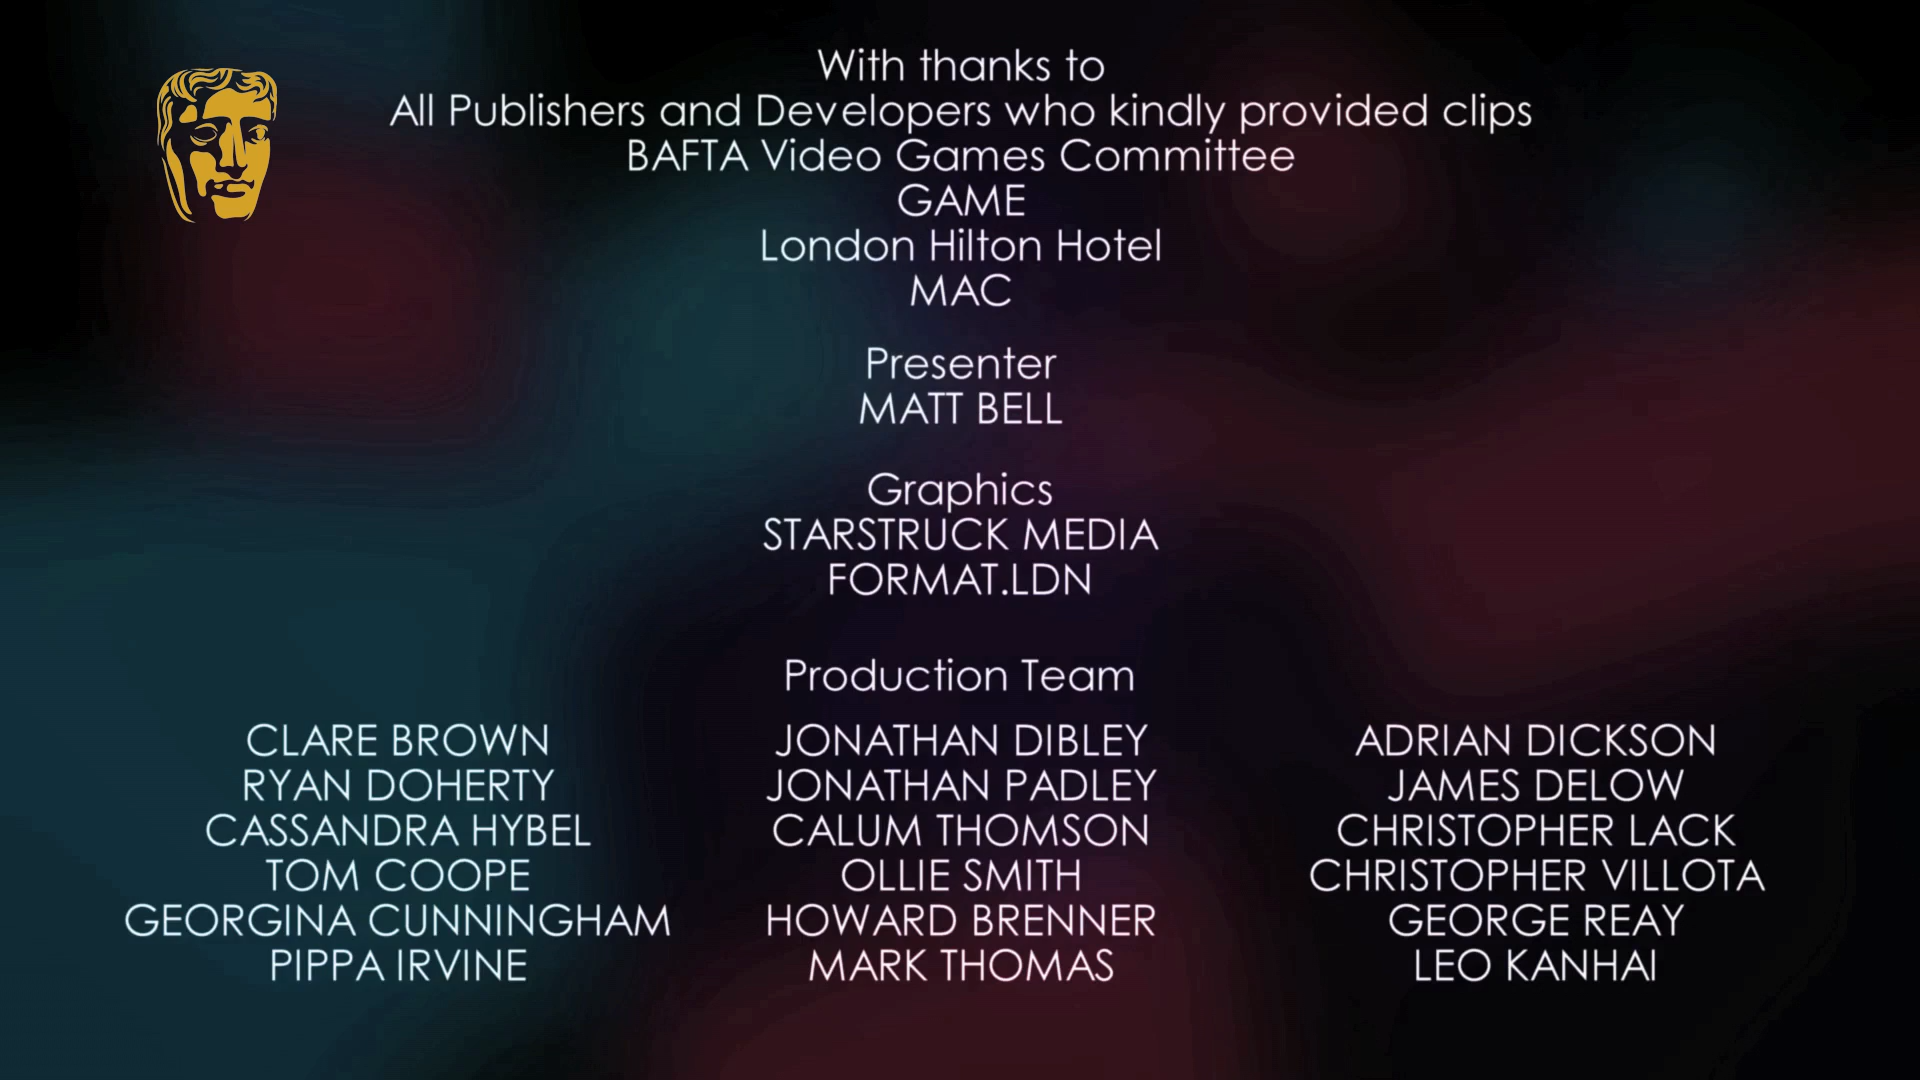 With thanks to
All Publishers and Developers who kindly provided clips
BAFTA Video Games Committee
GAME
London Hilton Hotel
MAC
Presenter
MATT BELL
Graphics
STARSTRUCK MEDIA
FORMAT.LDN
Production Team
CLARE BROWN
RYAN DOHERTY
CASSANDRA HYBEL
TOM COOPE
GEORGINA CUNNINGHAM
PIPPA IRVINE
JONATHAN DIBLEY
JONATHAN PADLEY
CALUM THOMSON
OLLIE SMITH
HOWARD BRENNER
MARK THOMAS
ADRIAN DICKSON
JAMES DELOW
CHRISTOPHER LACK
CHRISTOPHER VILLOTA
GEORGE REAY
LEO KANHAI